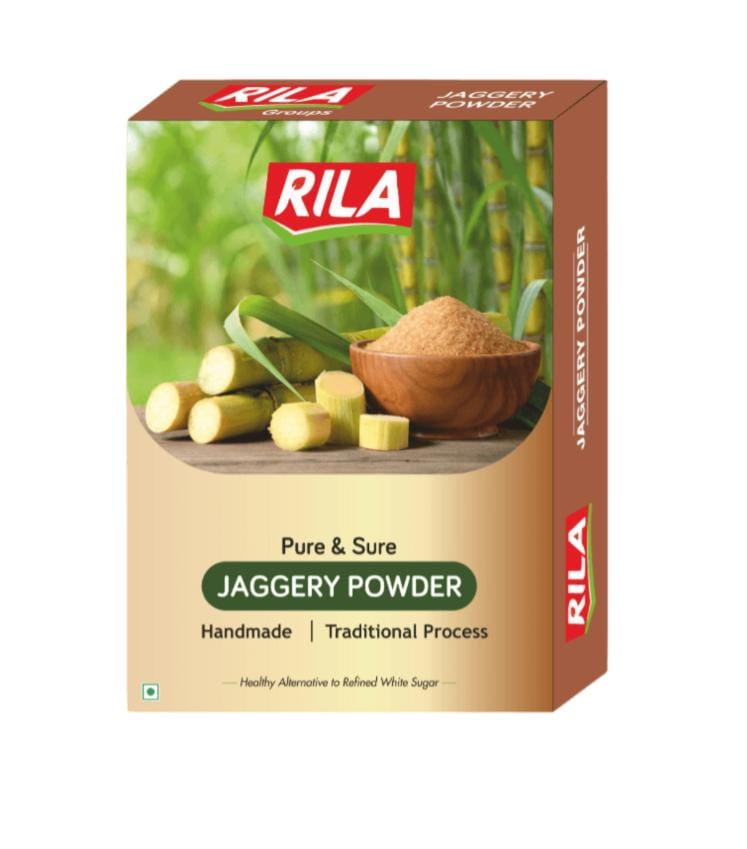 RILA
Groups
JAGGERY
POWDER
RILA
Pure & Sure
JAGGERY POWDER
Handmade | Traditional Process
Healthy Alternative to Refined White Sugar
JAGGERY POWDER
RILA